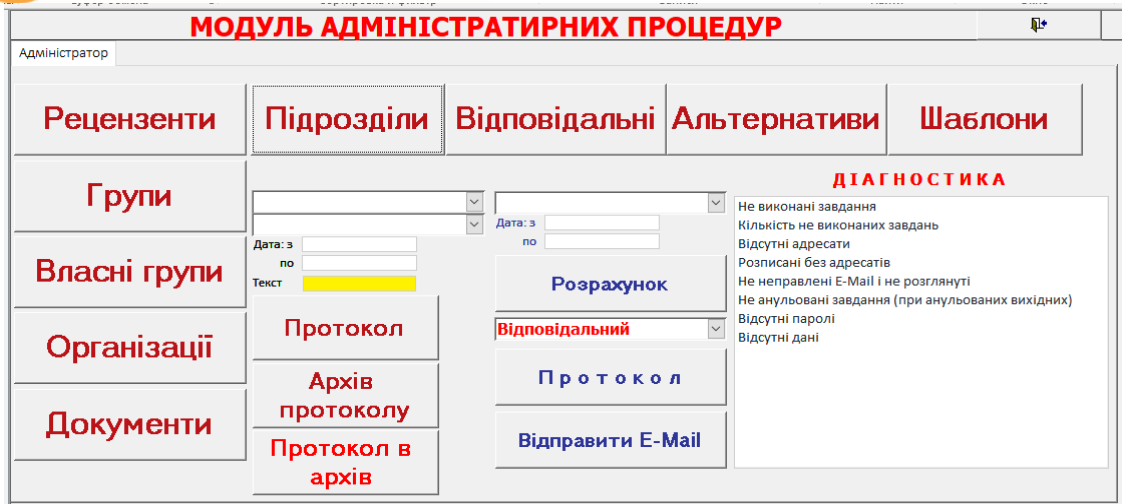 МОДУЛЬ АДМІНІСТРАТИРНИХ ПРОЦЕДУР
Адміністратор
Рецензенти
Підрозділи
Відповідальні
Альтернативи
Шаблони
Групи
Власні групи
Організації
Документи
Дата: з
по
Текст
Протокол
Архів
протоколу
Протокол в
архів
Дата: з
по
Розрахунок
Відповідальний
Протокол
Відправити E-Mail
ДІАГНОСТИКА
Не виконані завдання
Кількість не виконаних завдань
Відсутні адресати
Розписані без адресатів
Не неправлені E-Mail і не розглянуті
Не анульовані завдання (при анульованих вихідних)
Відсутні паролі
Відсутні дані